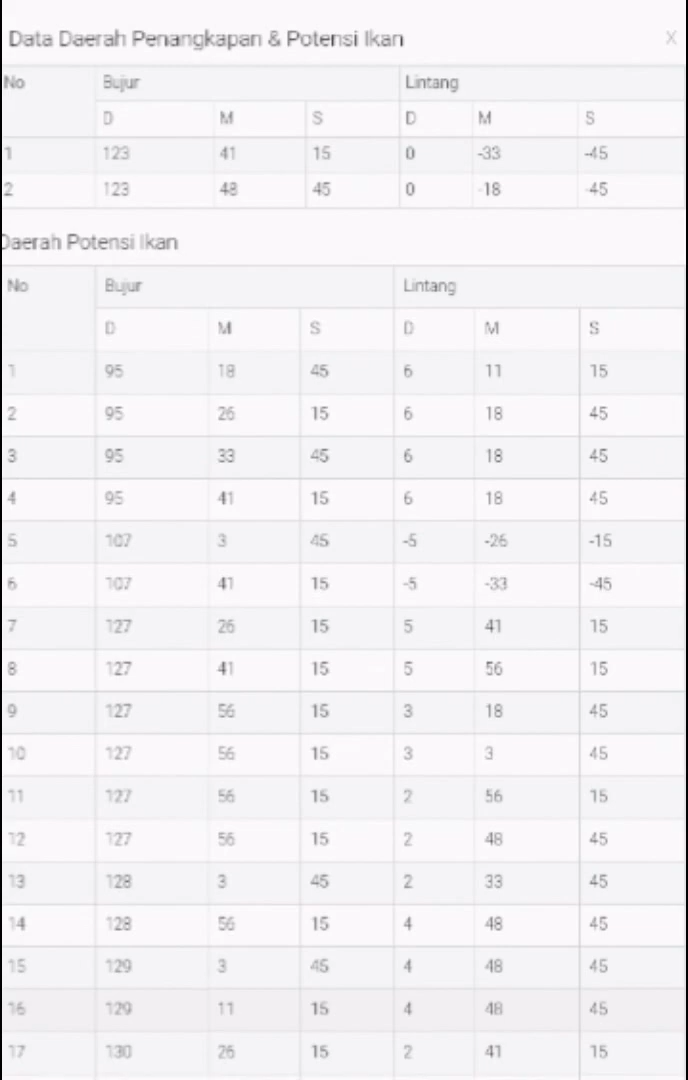 Data Daerah Penangkapan & Potensi Ikan X
No Bujur Lintang
D M S D M S
1 123 41 15 0 -33 -45
2 123 48 45 0 -18 -45
Daerah Potensi Ikan
No Bujur Lintang
D M S D M S
1 95 18 45 6 11 15
2 95 26 15 6 18 45
3 95 33 45 6 18 45
4 95 41 15 6 18 45
5 107 3 45 -5 -26 -15
6 107 41 15 -5 -33 -45
7 127 26 15 5 41 15
8 127 41 15 5 56 15
9 127 56 15 3 18 45
10 127 56 15 3 3 45
11 127 56 15 2 56 15
12 127 56 15 2 48 45
13 128 3 45 2 33 45
14 128 56 15 4 48 45
15 129 3 45 4 48 45
16 129 11 15 4 48 45
17 130 26 15 2 41 15